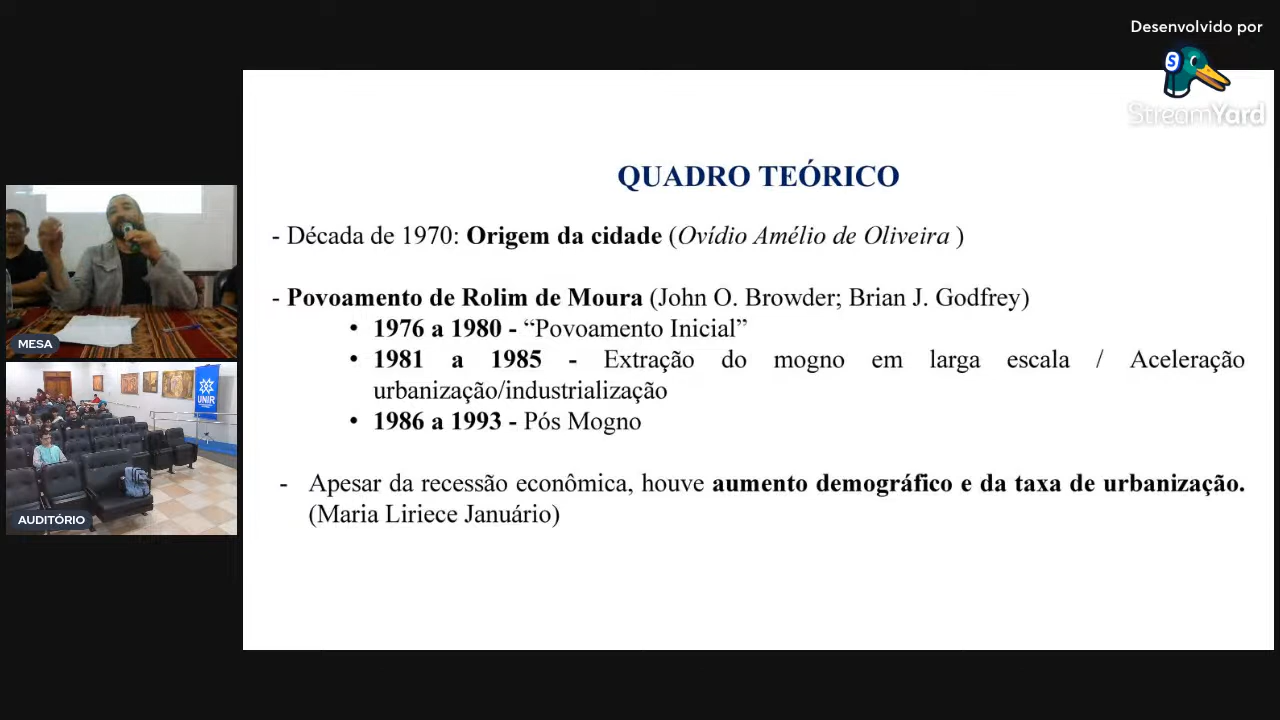 Desenvolvido por
StreamYard
QUADRO TEÓRICO
- Década de 1970: Origem da cidade (Ovídio Amélio de Oliveira )
- Povoamento de Rolim de Moura (John O. Browder; Brian J. Godfrey)
• 1976 a 1980 - “Povoamento Inicial”
• 1981 a 1985 - Extração do mogno em larga escala / Aceleração
urbanização/industrialização
• 1986 a 1993 - Pós Mogno
- Apesar da recessão econômica, houve aumento demográfico e da taxa de urbanização.
(Maria Liriece Januário)
MESA
UNIR
AUDITÓRIO